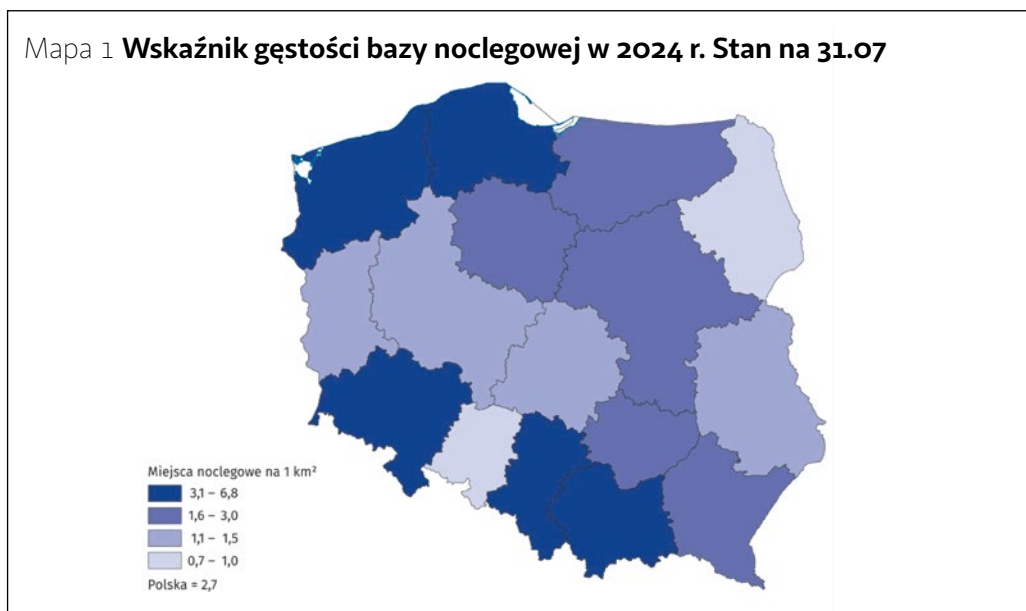 Mapa 1 Wskaźnik gęstości bazy noclegowej w 2024 r. Stan na 31.07
Miejsca noclegowe na 1 km²
3,1 – 6,8
1,6 – 3,0
1,1 – 1,5
0,7 – 1,0
Polska = 2,7